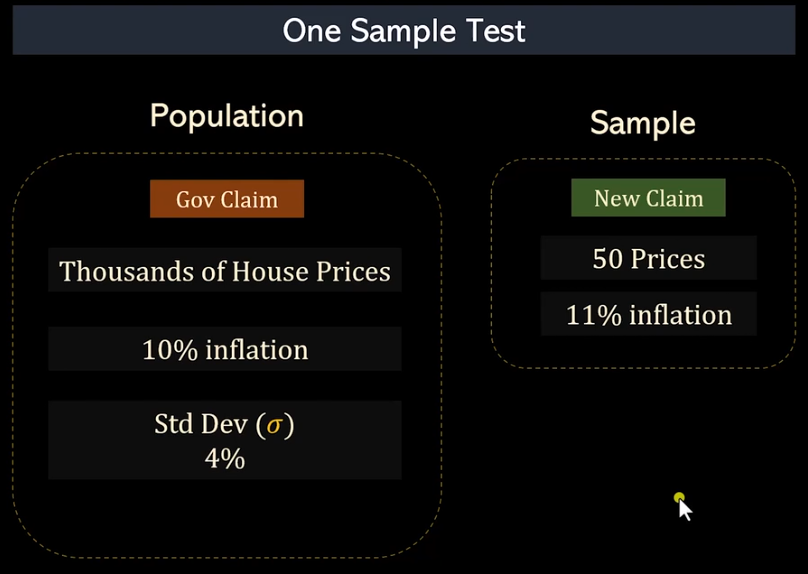 One Sample Test
Population
Gov Claim
Thousands of House Prices
10% inflation
Std Dev (σ)
4%
Sample
New Claim
50 Prices
11% inflation